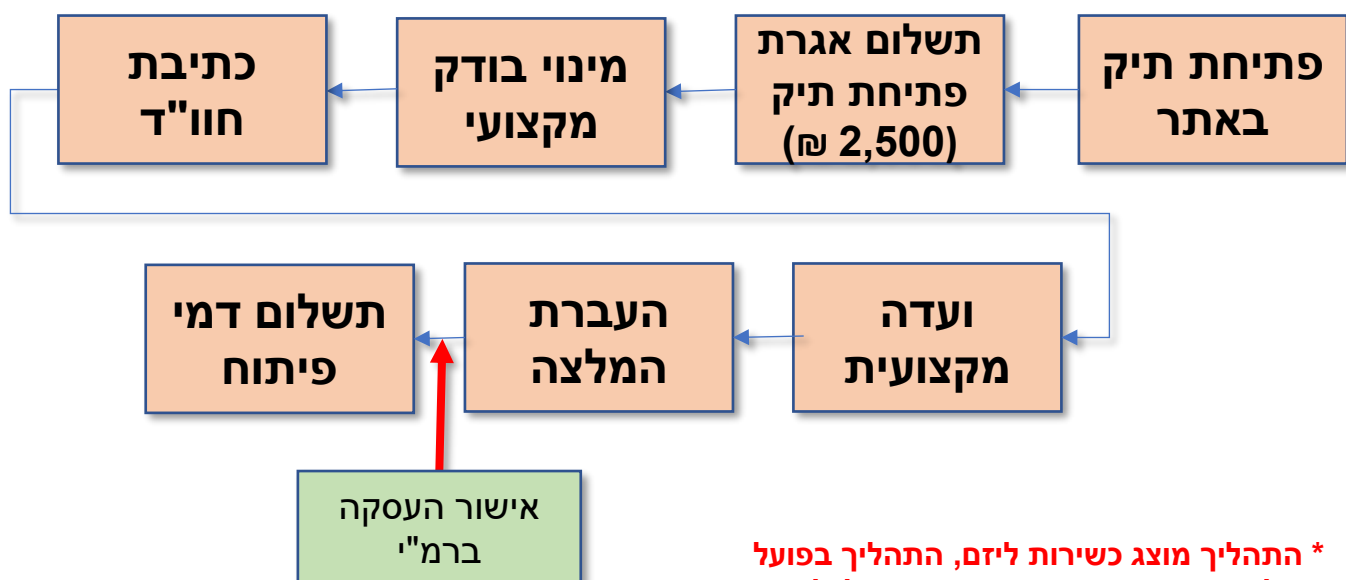 פתיחת תיק
באתר
תשלום אגרת
פתיחת תיק
(2,500 ₪)
מינוי בודק
מקצועי
כתיבת
חוו"ד
ועדה
מקצועית
העברת
המלצה
תשלום דמי
פיתוח
אישור העסקה
ברמ"י
* התהליך מוצג כשירות ליזם, התהליך בפועל